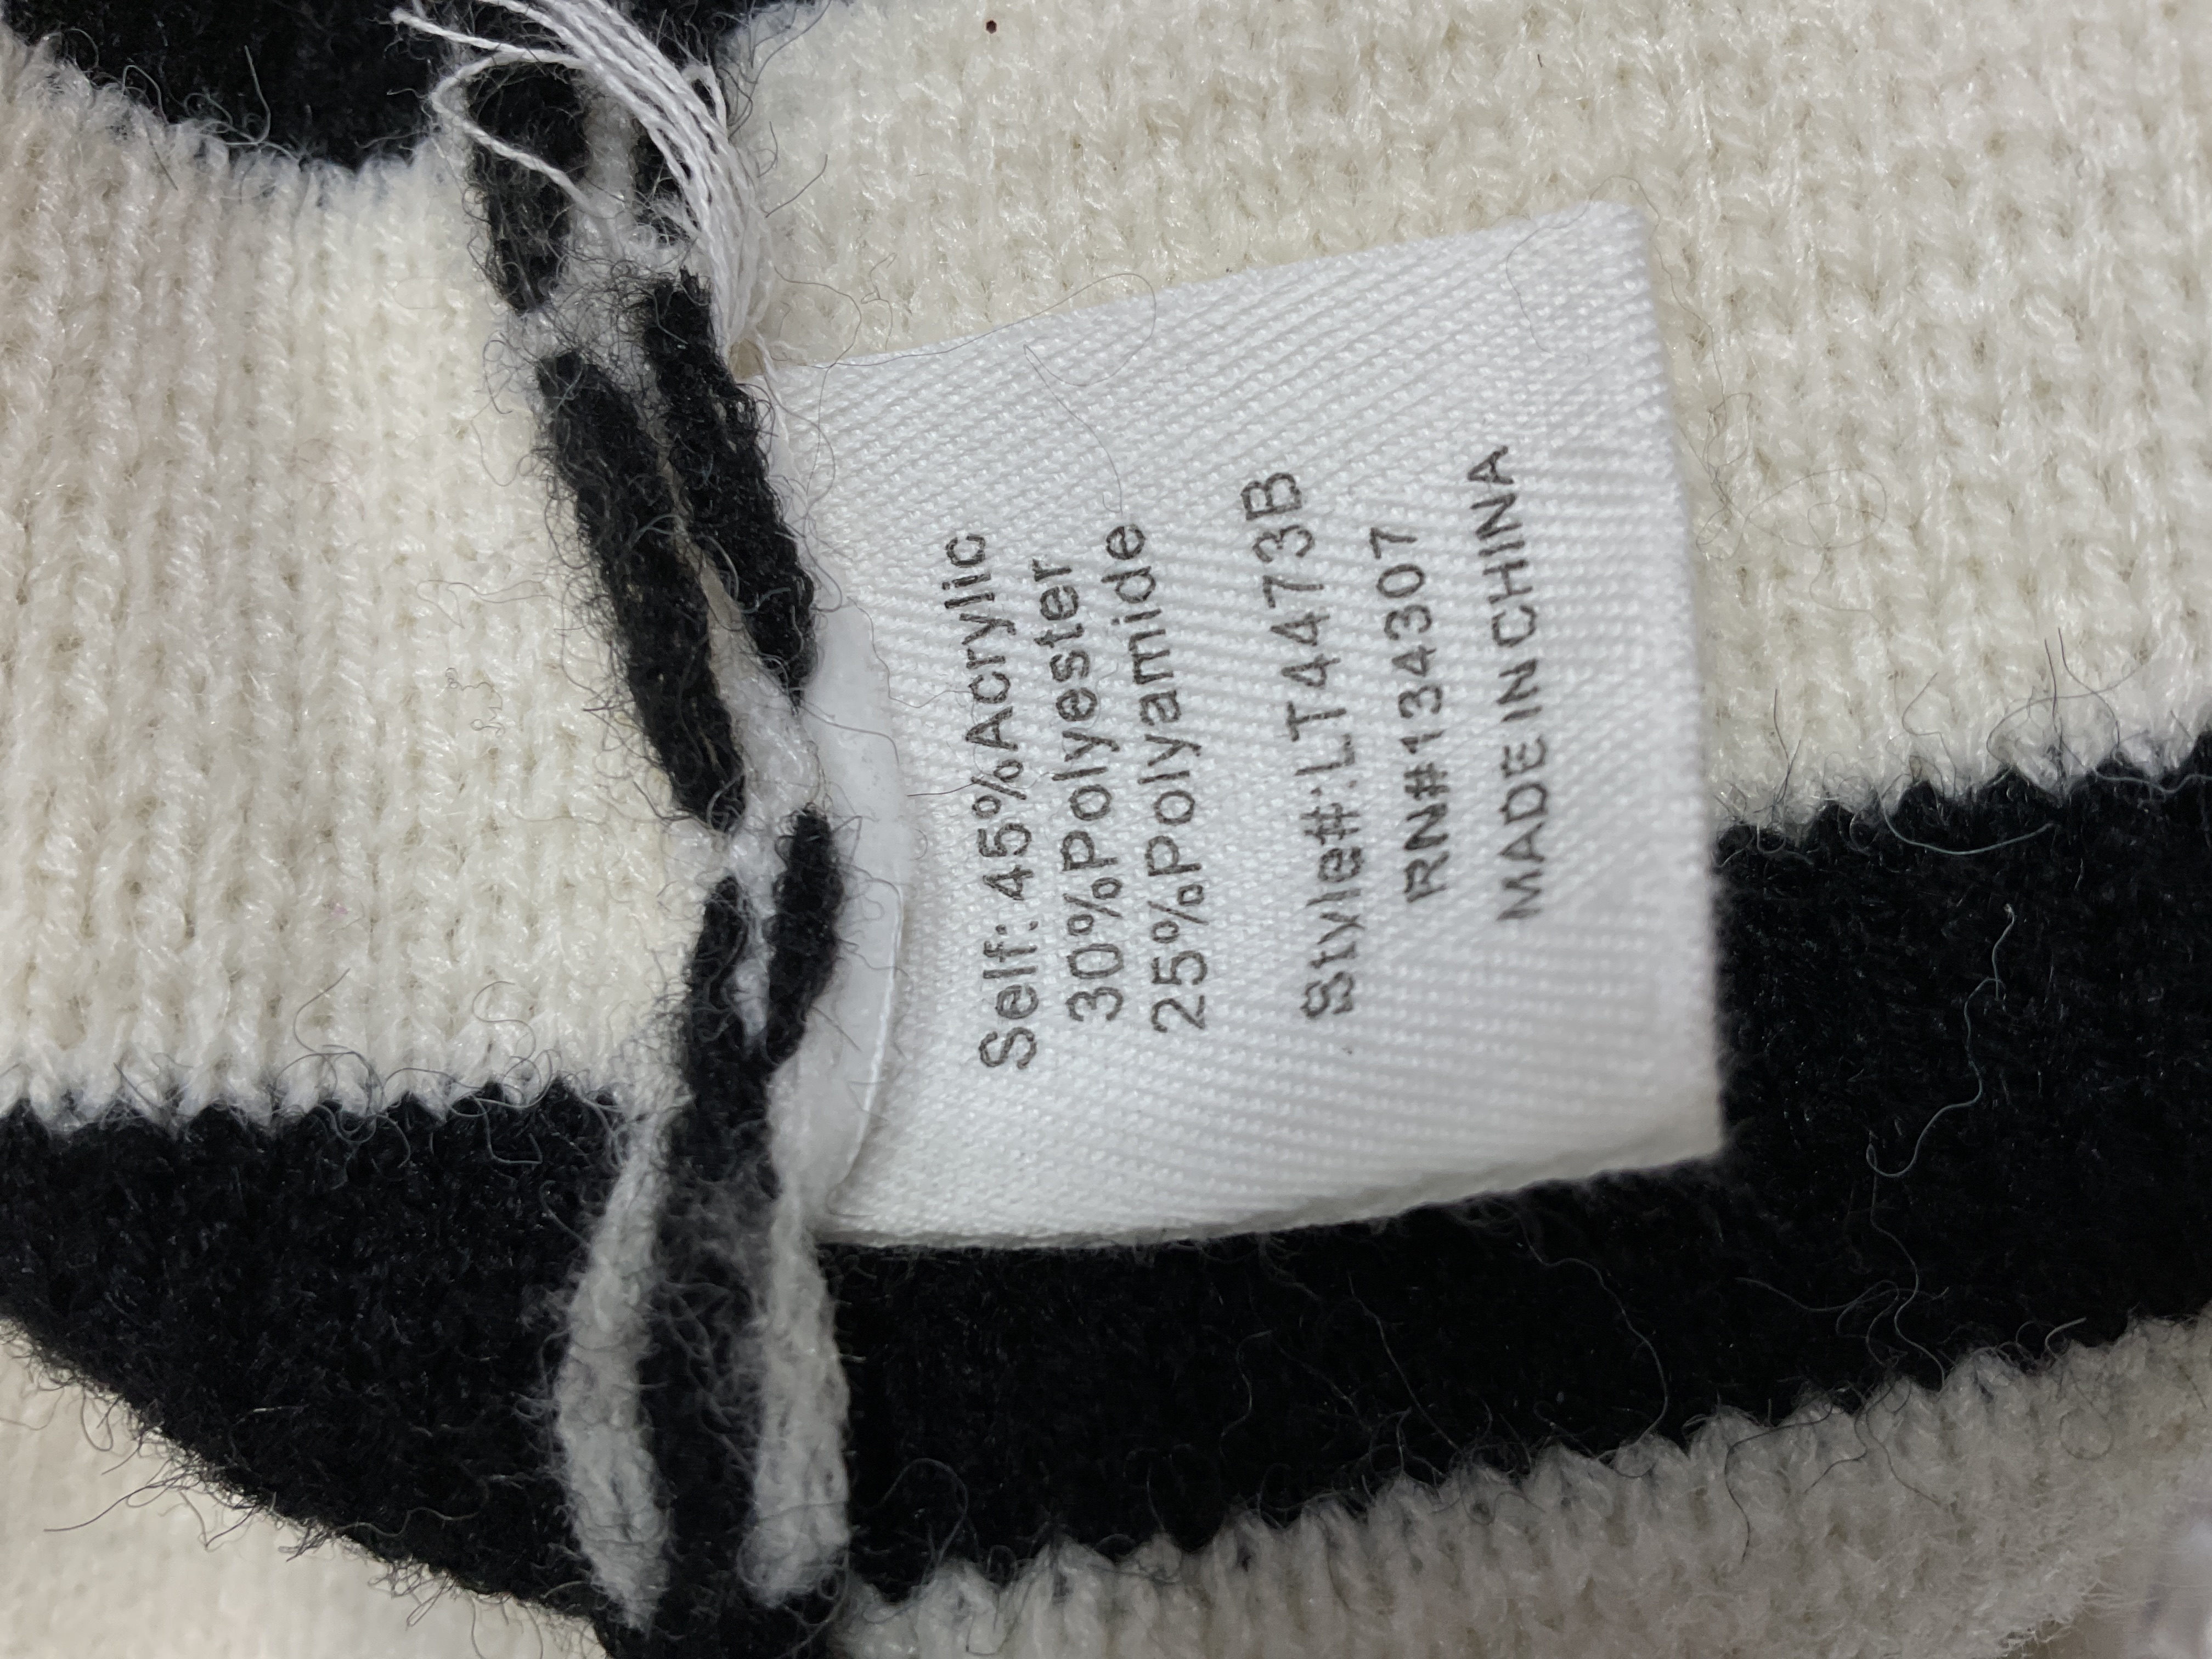 Self: 45%Acrylic
30%Polyester
25%Polyamide
Style#:LT4473B
RN#134307
MADE IN CHINA